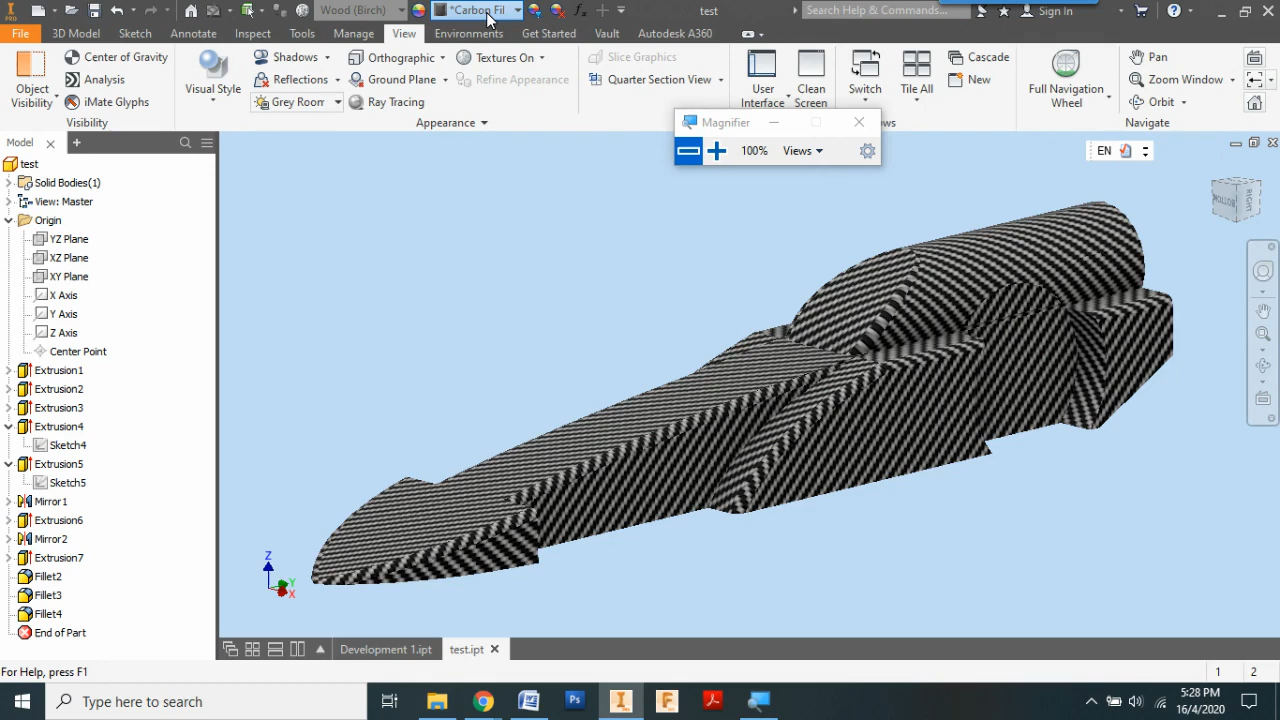 PRO
Wood (Birch)
*Carbon Fil
test
Search Help & Commands...
Sign In
File
3D Model
Sketch
Annotate
Inspect
Tools
Manage
View
Environments
Get Started
Vault
Autodesk A360
Object Visibility
Center of Gravity
Analysis
iMate Glyphs
Visibility
Visual Style
Shadows
Reflections
Grey Room
Orthographic
Ground Plane
Ray Tracing
Textures On
Refine Appearance
Appearance
Slice Graphics
Quarter Section View
User Interface
Clean Screen
Switch
Tile All
Cascade
New
ws
Full Navigation Wheel
Pan
Zoom Window
Orbit
Navigate
Magnifier
100%
Views
EN
Model
test
Solid Bodies(1)
View: Master
Origin
YZ Plane
XZ Plane
XY Plane
X Axis
Y Axis
Z Axis
Center Point
Extrusion1
Extrusion2
Extrusion3
Extrusion4
Sketch4
Extrusion5
Sketch5
Mirror1
Extrusion6
Mirror2
Extrusion7
Fillet2
Fillet3
Fillet4
End of Part
BOTTOM
RIGHT
Z
Y
X
Development 1.ipt
test.ipt
For Help, press F1
1
2
Type here to search
5:28 PM
16/4/2020